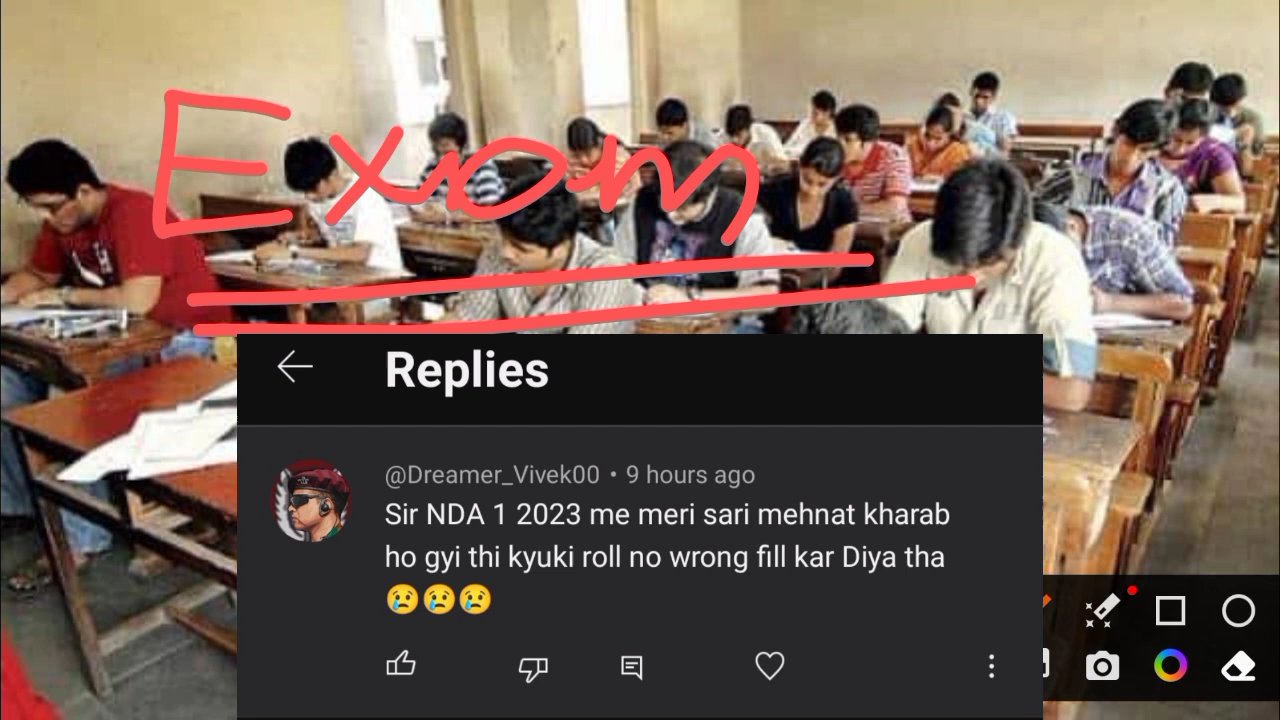 Exam
Replies
@Dreamer_Vivek00 • 9 hours ago
Sir NDA 1 2023 me meri sari mehnat kharab
ho gyi thi kyuki roll no wrong fill kar Diya tha
😢😢😢